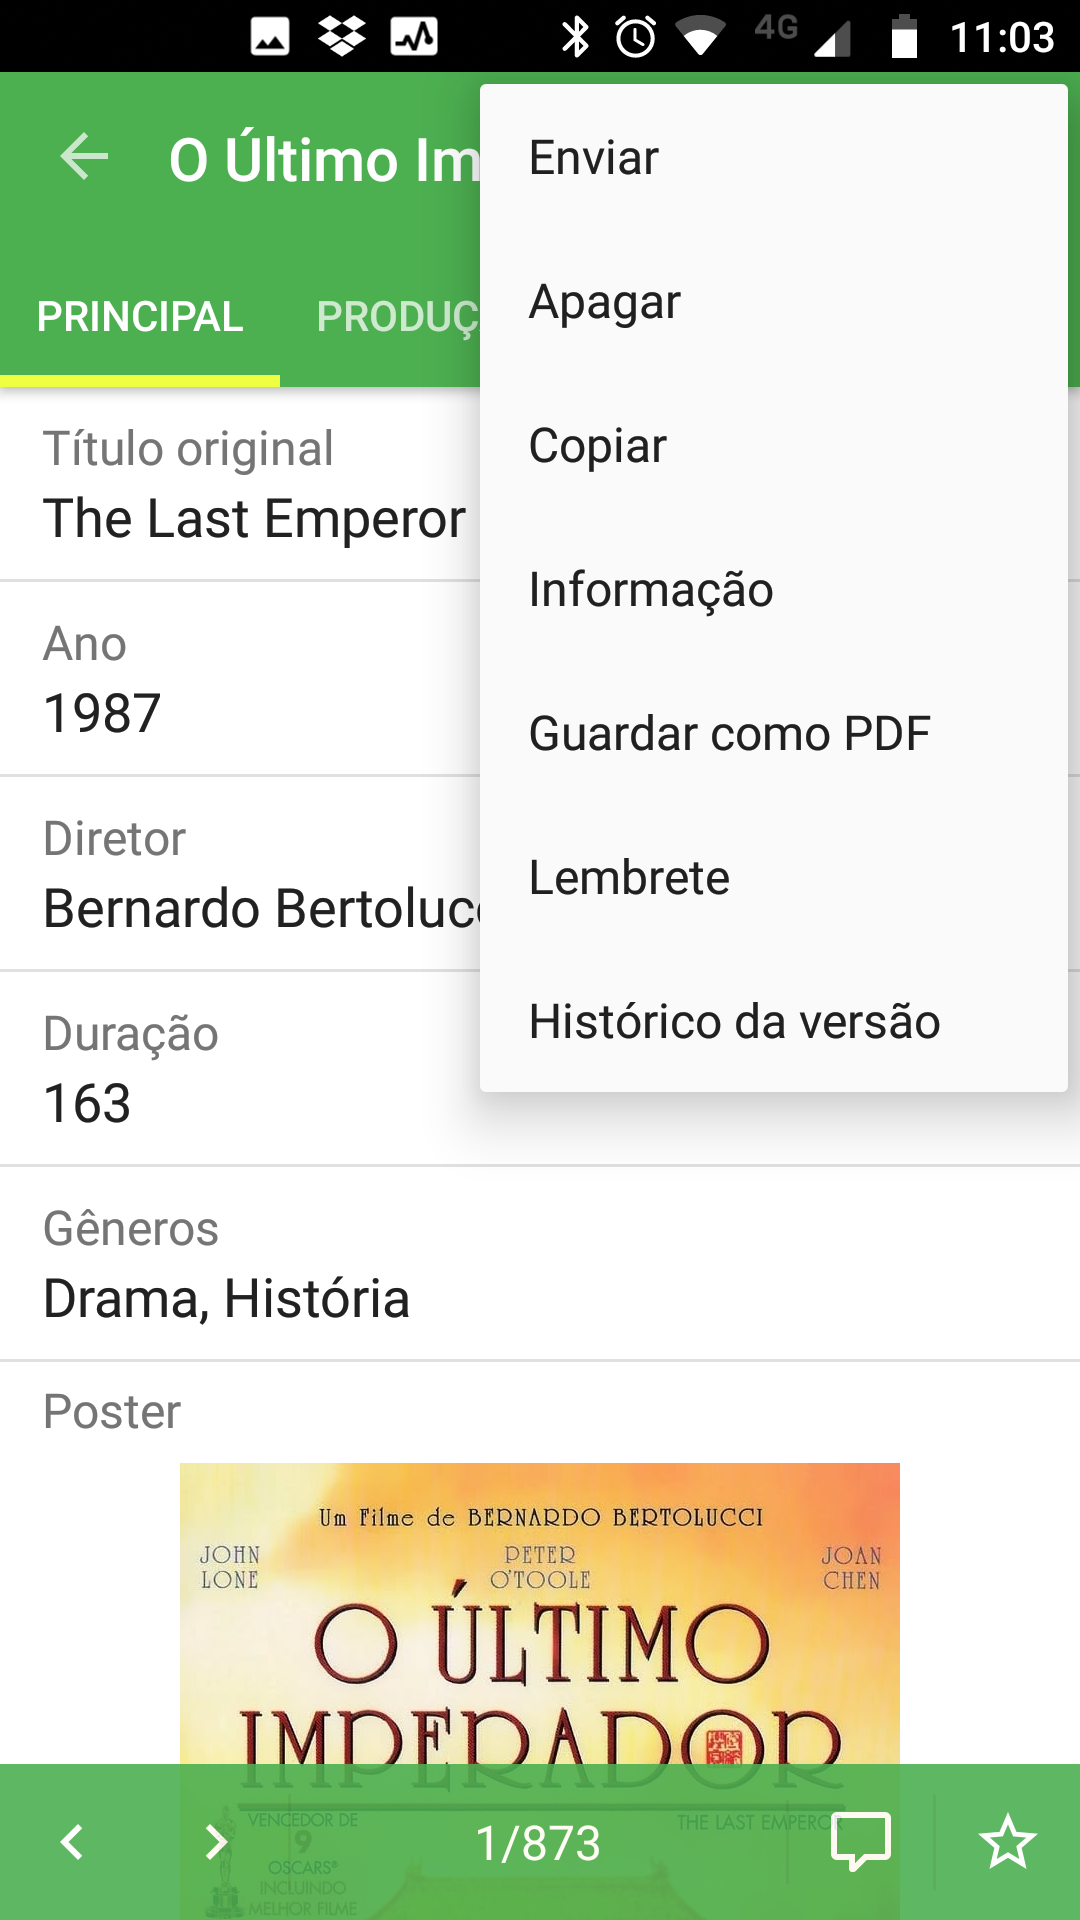 4G 11:03
O Último Im
Enviar
Apagar
PRINCIPAL PRODUÇ
Copiar
Título original
The Last Emperor
Informação
Ano
1987
Guardar como PDF
Diretor
Bernardo Bertolucc
Lembrete
Duração
163
Histórico da versão
Gêneros
Drama, História
Poster
Um Filme de BERNARDO BERTOLUCCI
JOHN LONE
PETER O'TOOLE
JOAN CHEN
O ÚLTIMO
IMPERADOR
VENCEDOR DE
9
OSCARS®
INCLUINDO
MELHOR FILME
THE LAST EMPEROR
1/873